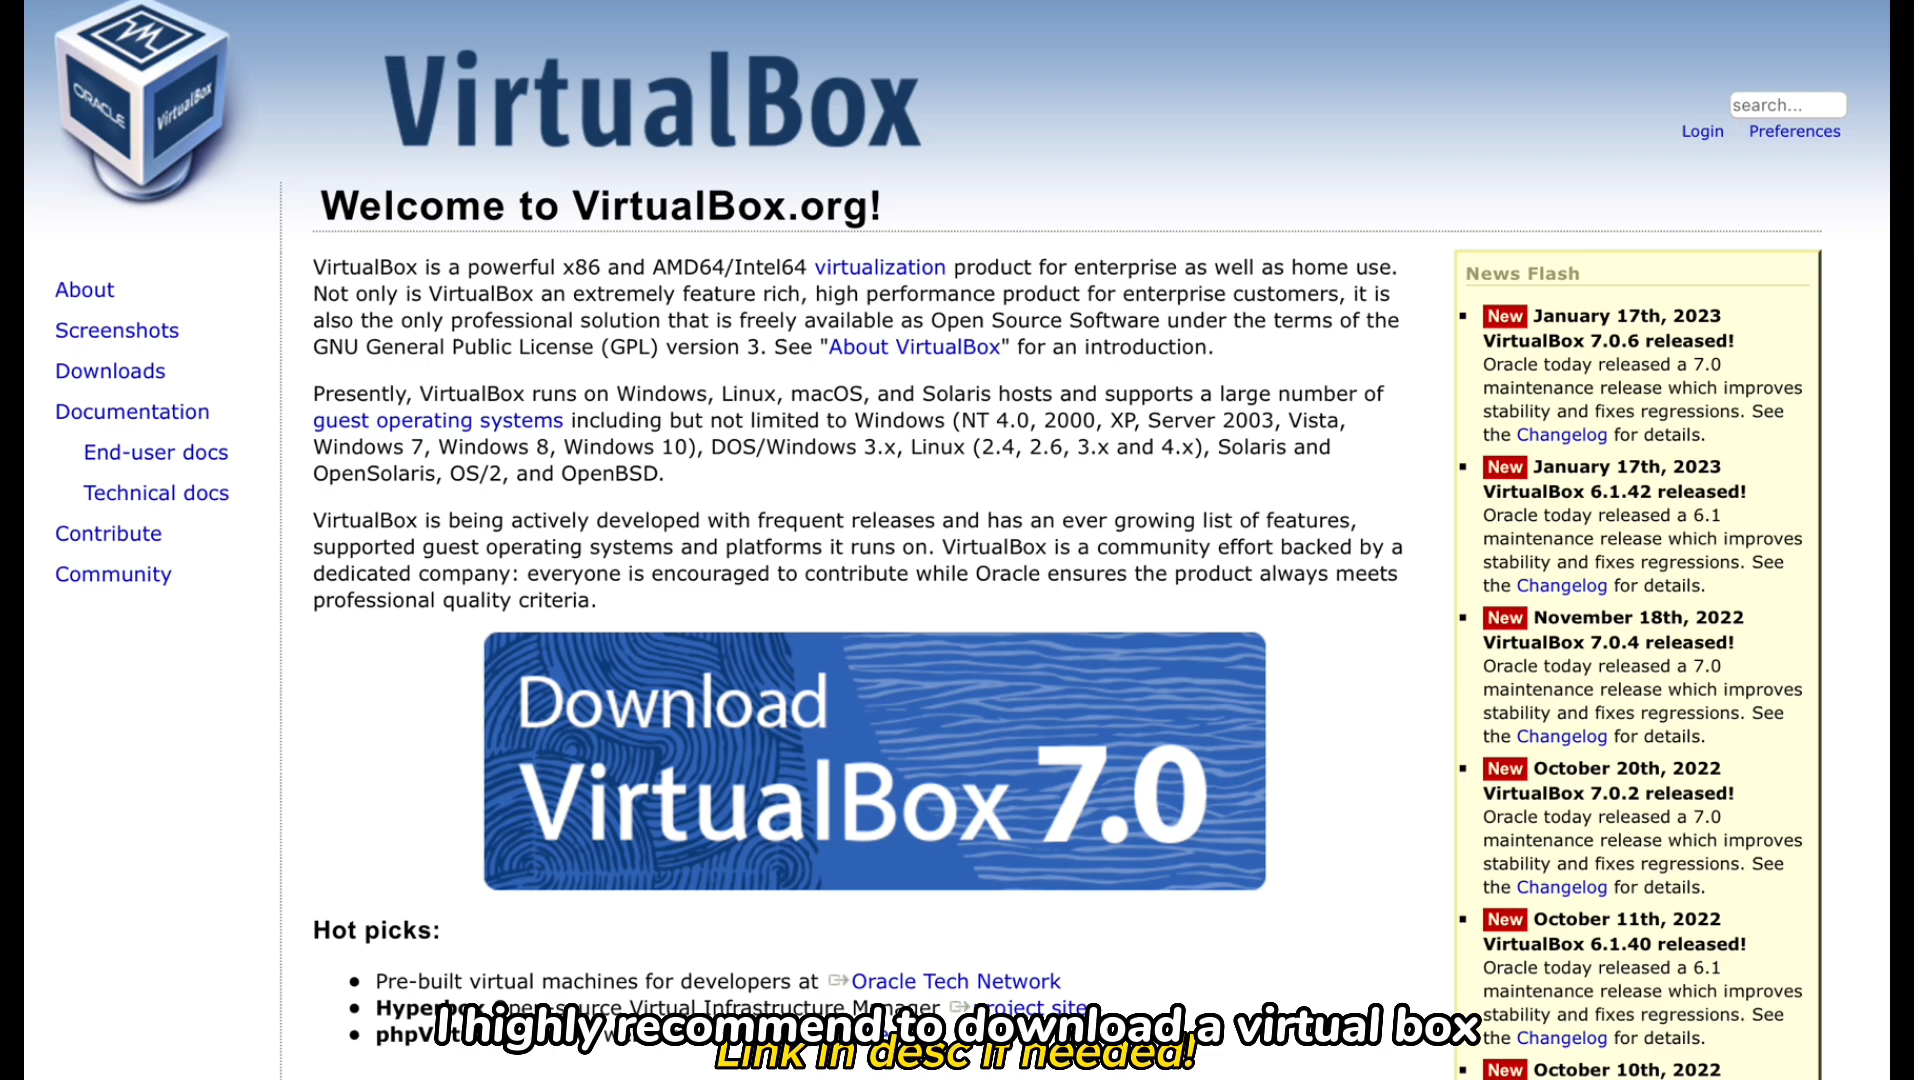 ORACLE
VirtualBox
VirtualBox
search...
Login Preferences
Welcome to VirtualBox.org!
About
Screenshots
Downloads
Documentation
End-user docs
Technical docs
Contribute
Community
VirtualBox is a powerful x86 and AMD64/Intel64 virtualization product for enterprise as well as home use.
Not only is VirtualBox an extremely feature rich, high performance product for enterprise customers, it is
also the only professional solution that is freely available as Open Source Software under the terms of the
GNU General Public License (GPL) version 3. See "About VirtualBox" for an introduction.
Presently, VirtualBox runs on Windows, Linux, macOS, and Solaris hosts and supports a large number of
guest operating systems including but not limited to Windows (NT 4.0, 2000, XP, Server 2003, Vista,
Windows 7, Windows 8, Windows 10), DOS/Windows 3.x, Linux (2.4, 2.6, 3.x and 4.x), Solaris and
OpenSolaris, OS/2, and OpenBSD.
VirtualBox is being actively developed with frequent releases and has an ever growing list of features,
supported guest operating systems and platforms it runs on. VirtualBox is a community effort backed by a
dedicated company: everyone is encouraged to contribute while Oracle ensures the product always meets
professional quality criteria.
Download
VirtualBox 7.0
Hot picks:
Pre-built virtual machines for developers at Oracle Tech Network
Hyperbox Open-source Virtual Infrastructure Manager project site
I highly recommend to download a virtual box
Link in desc if needed!
News Flash
New January 17th, 2023
VirtualBox 7.0.6 released!
Oracle today released a 7.0
maintenance release which improves
stability and fixes regressions. See
the Changelog for details.
New January 17th, 2023
VirtualBox 6.1.42 released!
Oracle today released a 6.1
maintenance release which improves
stability and fixes regressions. See
the Changelog for details.
New November 18th, 2022
VirtualBox 7.0.4 released!
Oracle today released a 7.0
maintenance release which improves
stability and fixes regressions. See
the Changelog for details.
New October 20th, 2022
VirtualBox 7.0.2 released!
Oracle today released a 7.0
maintenance release which improves
stability and fixes regressions. See
the Changelog for details.
New October 11th, 2022
VirtualBox 6.1.40 released!
Oracle today released a 6.1
maintenance release which improves
stability and fixes regressions. See
the Changelog for details.
New October 10th, 2022